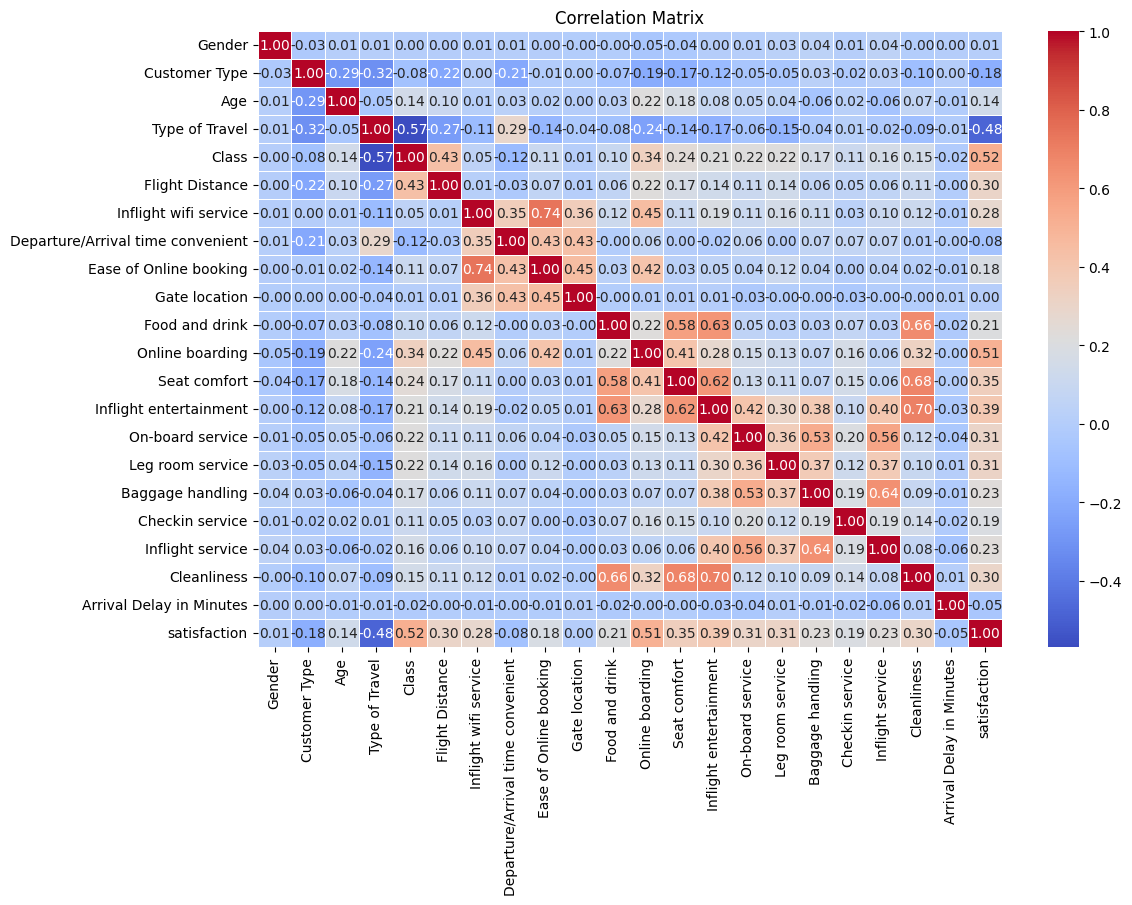 Correlation Matrix
Gender 1.00 -0.03 0.01 0.01 0.00 0.00 0.01 0.01 0.00 -0.00 -0.00 -0.05 -0.04 0.00 0.01 0.03 0.04 0.01 0.04 -0.00 0.00 0.01
Customer Type -0.03 1.00 -0.29 -0.32 -0.08 -0.22 0.00 -0.21 -0.01 0.00 -0.07 -0.19 -0.17 -0.12 -0.05 -0.05 0.03 -0.02 0.03 -0.10 0.00 -0.18
Age 0.01 -0.29 1.00 -0.05 0.14 0.10 0.01 0.03 0.02 0.00 0.03 0.22 0.18 0.08 0.05 0.04 -0.06 0.02 -0.06 0.07 -0.01 0.14
Type of Travel 0.01 -0.32 -0.05 1.00 -0.57 -0.27 -0.11 0.29 -0.14 -0.04 -0.08 -0.24 -0.14 -0.17 -0.06 -0.15 -0.04 0.01 -0.02 -0.09 -0.01 -0.48
Class 0.00 -0.08 0.14 -0.57 1.00 0.43 0.05 -0.12 0.11 0.01 0.10 0.34 0.24 0.21 0.22 0.22 0.17 0.11 0.16 0.15 -0.02 0.52
Flight Distance 0.00 -0.22 0.10 -0.27 0.43 1.00 0.01 -0.03 0.07 0.01 0.06 0.22 0.17 0.14 0.11 0.14 0.06 0.05 0.06 0.11 -0.00 0.30
Inflight wifi service 0.01 0.00 0.01 -0.11 0.05 0.01 1.00 0.35 0.74 0.36 0.12 0.45 0.11 0.19 0.11 0.16 0.11 0.03 0.10 0.12 -0.01 0.28
Departure/Arrival time convenient 0.01 -0.21 0.03 0.29 -0.12 -0.03 0.35 1.00 0.43 0.43 -0.00 0.06 0.00 -0.02 0.06 0.00 0.07 0.07 0.07 0.01 -0.00 -0.08
Ease of Online booking 0.00 -0.01 0.02 -0.14 0.11 0.07 0.74 0.43 1.00 0.45 0.03 0.42 0.03 0.05 0.04 0.12 0.04 0.00 0.04 0.02 -0.01 0.18
Gate location -0.00 0.00 0.00 -0.04 0.01 0.01 0.36 0.43 0.45 1.00 -0.00 0.01 0.01 0.01 -0.03 -0.00 -0.00 -0.03 -0.00 -0.00 0.01 0.00
Food and drink -0.00 -0.07 0.03 -0.08 0.10 0.06 0.12 -0.00 0.03 -0.00 1.00 0.22 0.58 0.63 0.05 0.03 0.03 0.07 0.03 0.66 -0.02 0.21
Online boarding -0.05 -0.19 0.22 -0.24 0.34 0.22 0.45 0.06 0.42 0.01 0.22 1.00 0.41 0.28 0.15 0.13 0.07 0.16 0.06 0.32 -0.00 0.51
Seat comfort -0.04 -0.17 0.18 -0.14 0.24 0.17 0.11 0.00 0.03 0.01 0.58 0.41 1.00 0.62 0.13 0.11 0.07 0.15 0.06 0.68 -0.00 0.35
Inflight entertainment 0.00 -0.12 0.08 -0.17 0.21 0.14 0.19 -0.02 0.05 0.01 0.63 0.28 0.62 1.00 0.42 0.30 0.38 0.10 0.40 0.70 -0.03 0.39
On-board service 0.01 -0.05 0.05 -0.06 0.22 0.11 0.11 0.06 0.04 -0.03 0.05 0.15 0.13 0.42 1.00 0.36 0.53 0.20 0.56 0.12 -0.04 0.31
Leg room service 0.03 -0.05 0.04 -0.15 0.22 0.14 0.16 0.00 0.12 -0.00 0.03 0.13 0.11 0.30 0.36 1.00 0.37 0.12 0.37 0.10 0.01 0.31
Baggage handling 0.04 0.03 -0.06 -0.04 0.17 0.06 0.11 0.07 0.04 -0.00 0.03 0.07 0.07 0.38 0.53 0.37 1.00 0.19 0.64 0.09 -0.01 0.23
Checkin service 0.01 -0.02 0.02 0.01 0.11 0.05 0.03 0.07 0.00 -0.03 0.07 0.16 0.15 0.10 0.20 0.12 0.19 1.00 0.19 0.14 -0.02 0.19
Inflight service 0.04 0.03 -0.06 -0.02 0.16 0.06 0.10 0.07 0.04 -0.00 0.03 0.06 0.06 0.40 0.56 0.37 0.64 0.19 1.00 0.08 -0.06 0.23
Cleanliness -0.00 -0.10 0.07 -0.09 0.15 0.11 0.12 0.01 0.02 -0.00 0.66 0.32 0.68 0.70 0.12 0.10 0.09 0.14 0.08 1.00 0.01 0.30
Arrival Delay in Minutes 0.00 0.00 -0.01 -0.01 -0.02 -0.00 -0.01 -0.00 -0.01 0.01 -0.02 -0.00 -0.00 -0.03 -0.04 0.01 -0.01 -0.02 -0.06 0.01 1.00 -0.05
satisfaction 0.01 -0.18 0.14 -0.48 0.52 0.30 0.28 -0.08 0.18 0.00 0.21 0.51 0.35 0.39 0.31 0.31 0.23 0.19 0.23 0.30 -0.05 1.00
Gender
Customer Type
Age
Type of Travel
Class
Flight Distance
Inflight wifi service
Departure/Arrival time convenient
Ease of Online booking
Gate location
Food and drink
Online boarding
Seat comfort
Inflight entertainment
On-board service
Leg room service
Baggage handling
Checkin service
Inflight service
Cleanliness
Arrival Delay in Minutes
satisfaction
1.0
0.8
0.6
0.4
0.2
0.0
−0.2
−0.4